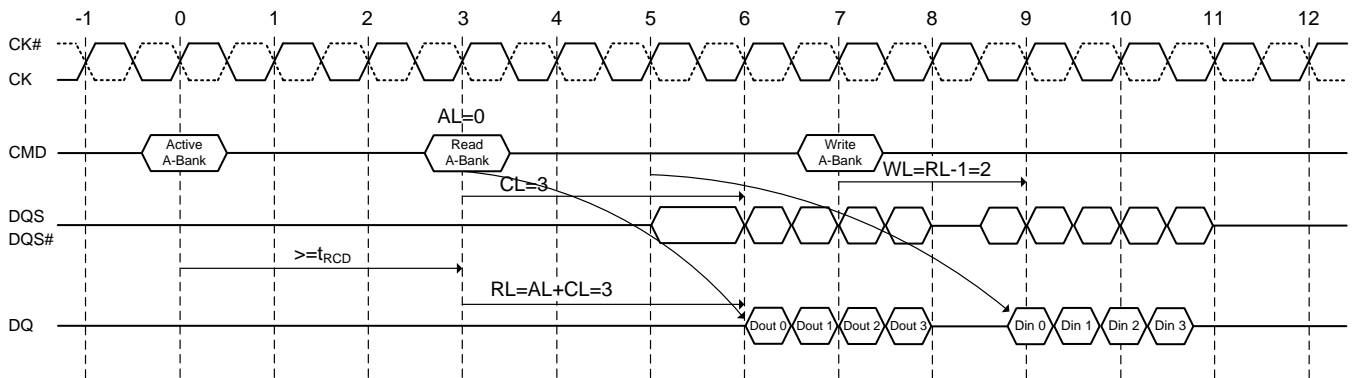 -1 0 1 2 3 4 5 6 7 8 9 10 11 12
CK#
CK
AL=0
CMD
Active
A-Bank
Read
A-Bank
Write
A-Bank
CL=3
WL=RL-1=2
DQS
DQS#
>=tRCD
RL=AL+CL=3
DQ
Dout 0 Dout 1 Dout 2 Dout 3 Din 0 Din 1 Din 2 Din 3